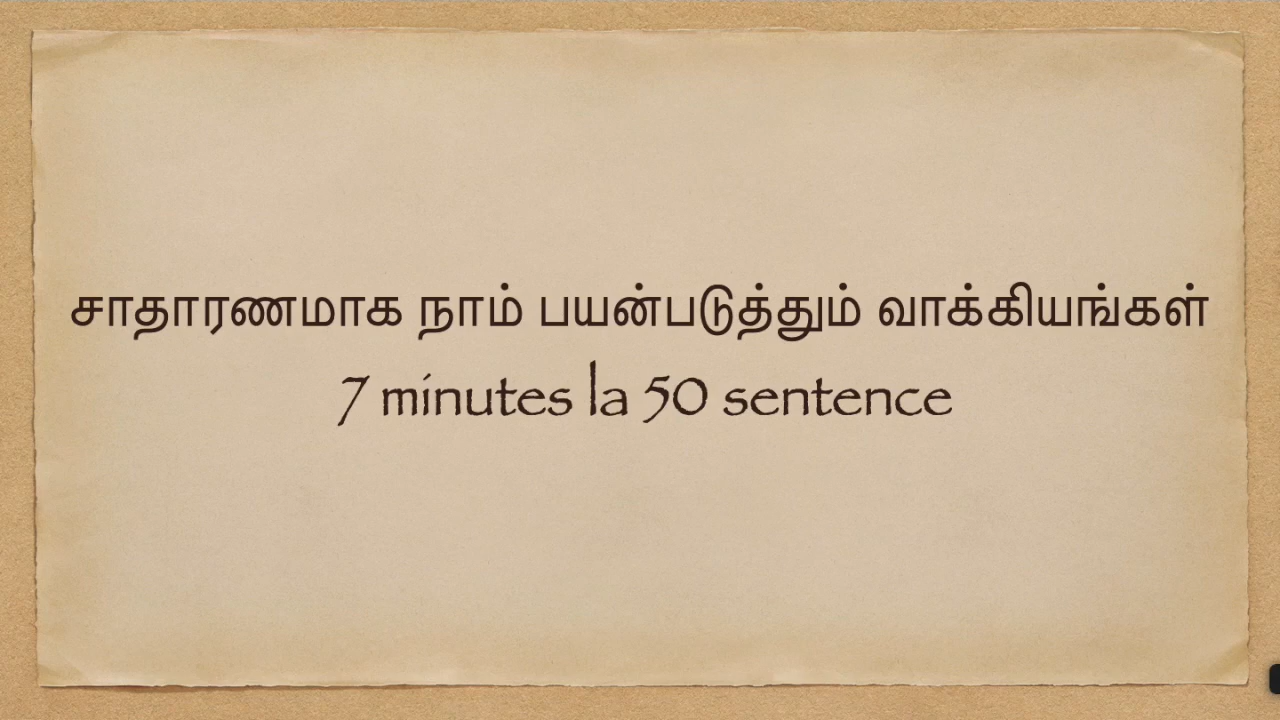 சாதாரணமாக நாம் பயன்படுத்தும் வாக்கியங்கள்
7 minutes la 50 sentence